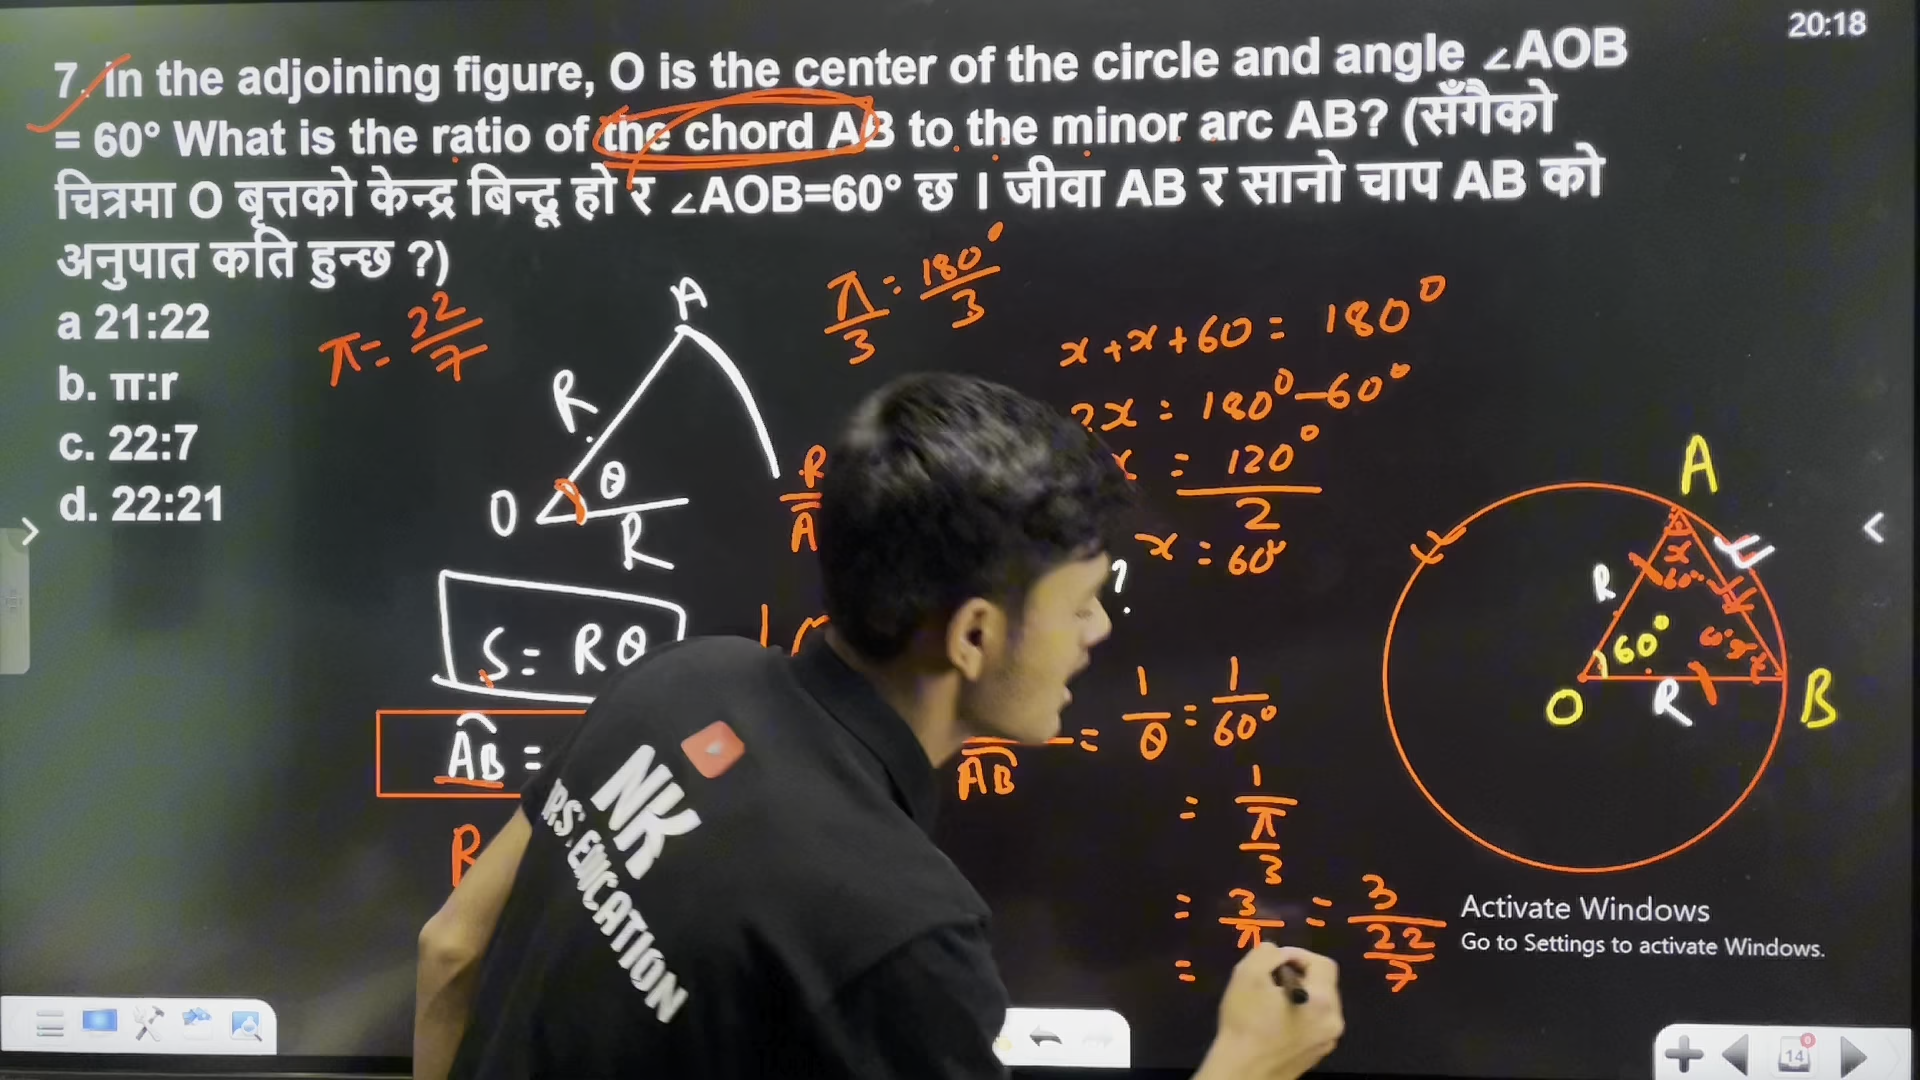 20:18
7. In the adjoining figure, O is the center of the circle and angle ∠AOB
= 60° What is the ratio of the chord AB to the minor arc AB? (सँगैको
चित्रमा O बृत्तको केन्द्र बिन्दू हो र ∠AOB=60° छ । जीवा AB र सानो चाप AB को
अनुपात कति हुन्छ ?)
a 21:22
b. π:r
c. 22:7
d. 22:21
π = 22/7
π/3 = 180°/3
x + x + 60 = 180°
2x = 180° - 60°
x = 120°/2
x = 60°
A
R
θ
O
R
S = Rθ
A͡B =
R
R
A
?
A͡B = 1/θ = 1/60°
= 1/(π/3)
= 3/π = 3/(22/7)
=
A
x
60°
R
60°
O
R
B
NK
RS' EDUCATION
Activate Windows
Go to Settings to activate Windows.
14